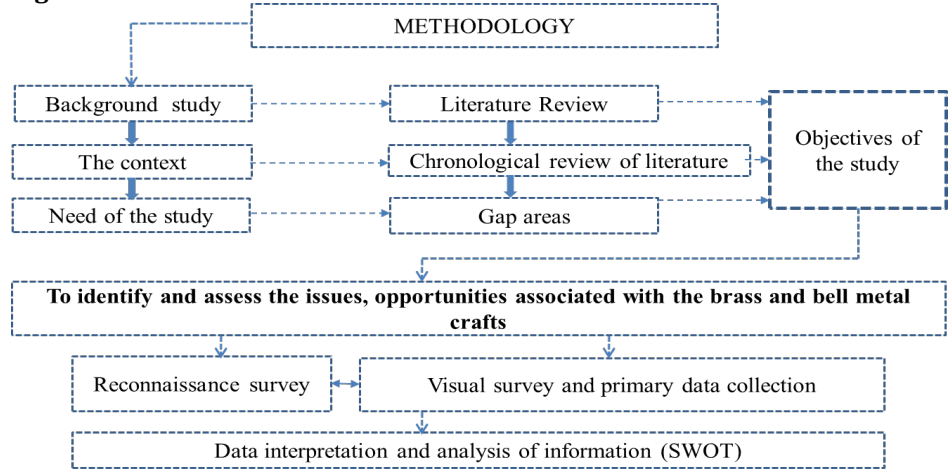 METHODOLOGY
Background study
Literature Review
Objectives of
the study
The context
Chronological review of literature
Need of the study
Gap areas
To identify and assess the issues, opportunities associated with the brass and bell metal
crafts
Reconnaissance survey
Visual survey and primary data collection
Data interpretation and analysis of information (SWOT)